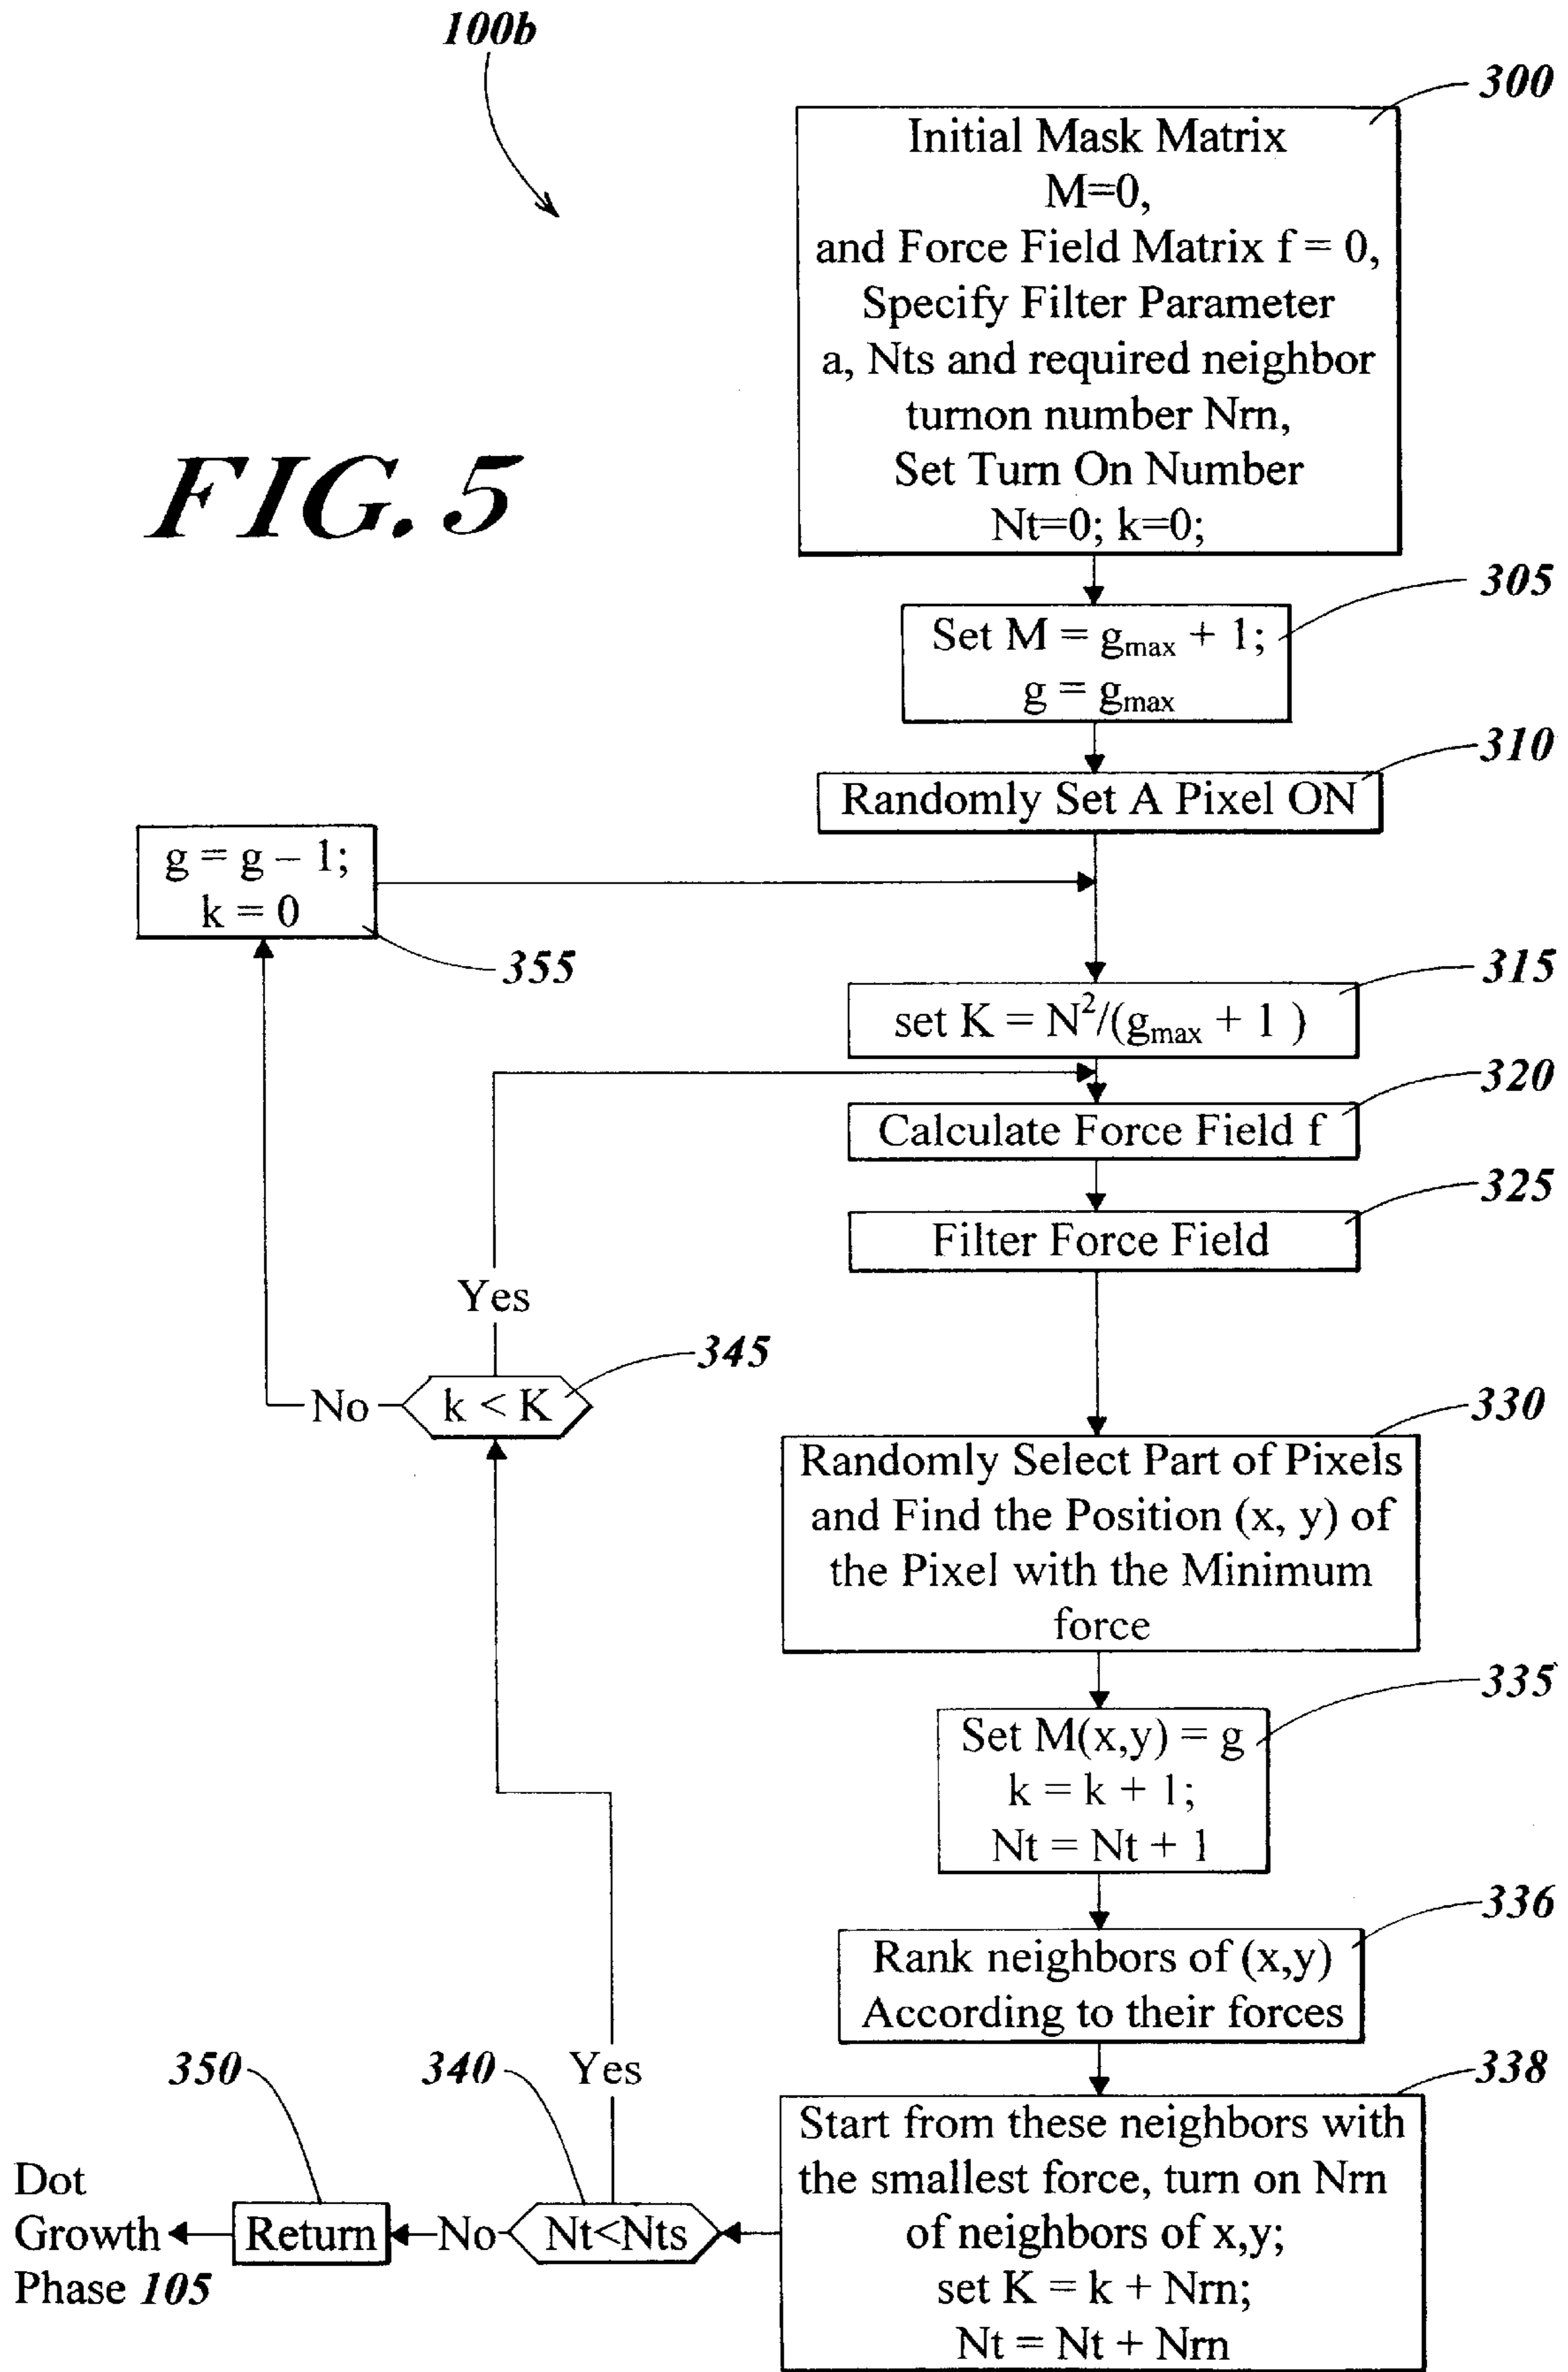 100b
FIG. 5
300
Initial Mask Matrix
M=0,
and Force Field Matrix f = 0,
Specify Filter Parameter
a, Nts and required neighbor
turnon number Nrn,
Set Turn On Number
Nt=0; k=0;
305
Set M = gmax + 1;
g = gmax
310
Randomly Set A Pixel ON
g = g – 1;
k = 0
355
315
set K = N²/(gmax + 1 )
320
Calculate Force Field f
325
Filter Force Field
Yes
345
k < K
No
330
Randomly Select Part of Pixels
and Find the Position (x, y) of
the Pixel with the Minimum
force
335
Set M(x,y) = g
k = k + 1;
Nt = Nt + 1
336
Rank neighbors of (x,y)
According to their forces
338
Start from these neighbors with
the smallest force, turn on Nrn
of neighbors of x,y;
set K = k + Nrn;
Nt = Nt + Nrn
340
Yes
Nt<Nts
No
350
Return
Dot
Growth
Phase 105